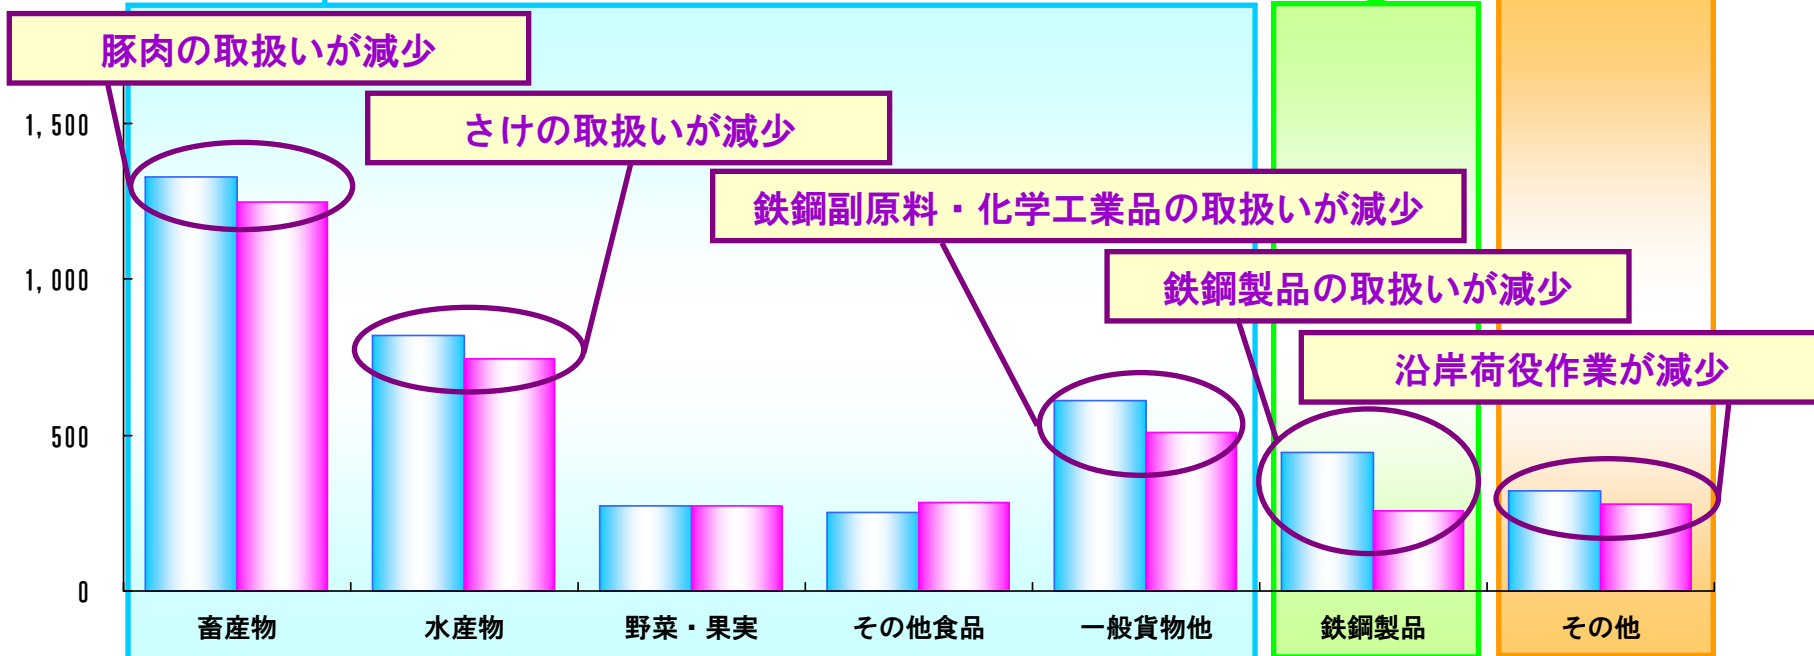 豚肉の取扱いが減少
さけの取扱いが減少
鉄鋼副原料・化学工業品の取扱いが減少
鉄鋼製品の取扱いが減少
沿岸荷役作業が減少
1,500
1,000
500
0
畜産物
水産物
野菜・果実
その他食品
一般貨物他
鉄鋼製品
その他